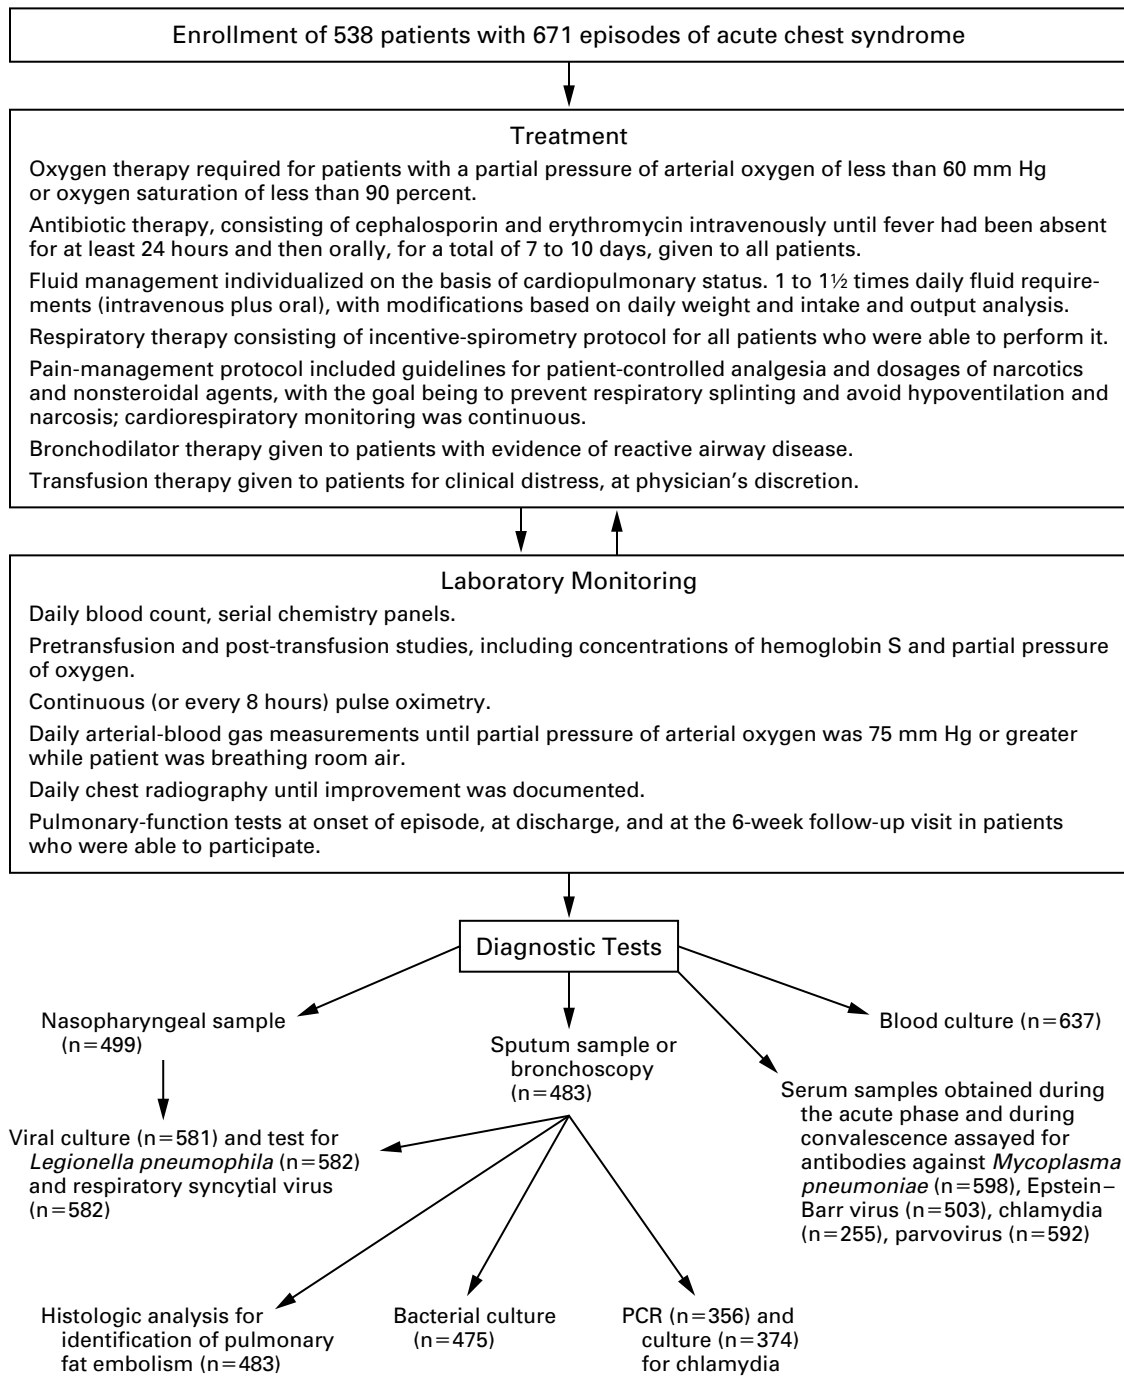 Enrollment of 538 patients with 671 episodes of acute chest syndrome
Treatment
Oxygen therapy required for patients with a partial pressure of arterial oxygen of less than 60 mm Hg
or oxygen saturation of less than 90 percent.
Antibiotic therapy, consisting of cephalosporin and erythromycin intravenously until fever had been absent
for at least 24 hours and then orally, for a total of 7 to 10 days, given to all patients.
Fluid management individualized on the basis of cardiopulmonary status. 1 to 1½ times daily fluid require-
ments (intravenous plus oral), with modifications based on daily weight and intake and output analysis.
Respiratory therapy consisting of incentive-spirometry protocol for all patients who were able to perform it.
Pain-management protocol included guidelines for patient-controlled analgesia and dosages of narcotics
and nonsteroidal agents, with the goal being to prevent respiratory splinting and avoid hypoventilation and
narcosis; cardiorespiratory monitoring was continuous.
Bronchodilator therapy given to patients with evidence of reactive airway disease.
Transfusion therapy given to patients for clinical distress, at physician's discretion.
Laboratory Monitoring
Daily blood count, serial chemistry panels.
Pretransfusion and post-transfusion studies, including concentrations of hemoglobin S and partial pressure
of oxygen.
Continuous (or every 8 hours) pulse oximetry.
Daily arterial-blood gas measurements until partial pressure of arterial oxygen was 75 mm Hg or greater
while patient was breathing room air.
Daily chest radiography until improvement was documented.
Pulmonary-function tests at onset of episode, at discharge, and at the 6-week follow-up visit in patients
who were able to participate.
Diagnostic Tests
Nasopharyngeal sample
(n=499)
Sputum sample or
bronchoscopy
(n=483)
Blood culture (n=637)
Serum samples obtained during
the acute phase and during
convalescence assayed for
antibodies against Mycoplasma
pneumoniae (n=598), Epstein–
Barr virus (n=503), chlamydia
(n=255), parvovirus (n=592)
Viral culture (n=581) and test for
Legionella pneumophila (n=582)
and respiratory syncytial virus
(n=582)
Histologic analysis for
identification of pulmonary
fat embolism (n=483)
Bacterial culture
(n=475)
PCR (n=356) and
culture (n=374)
for chlamydia